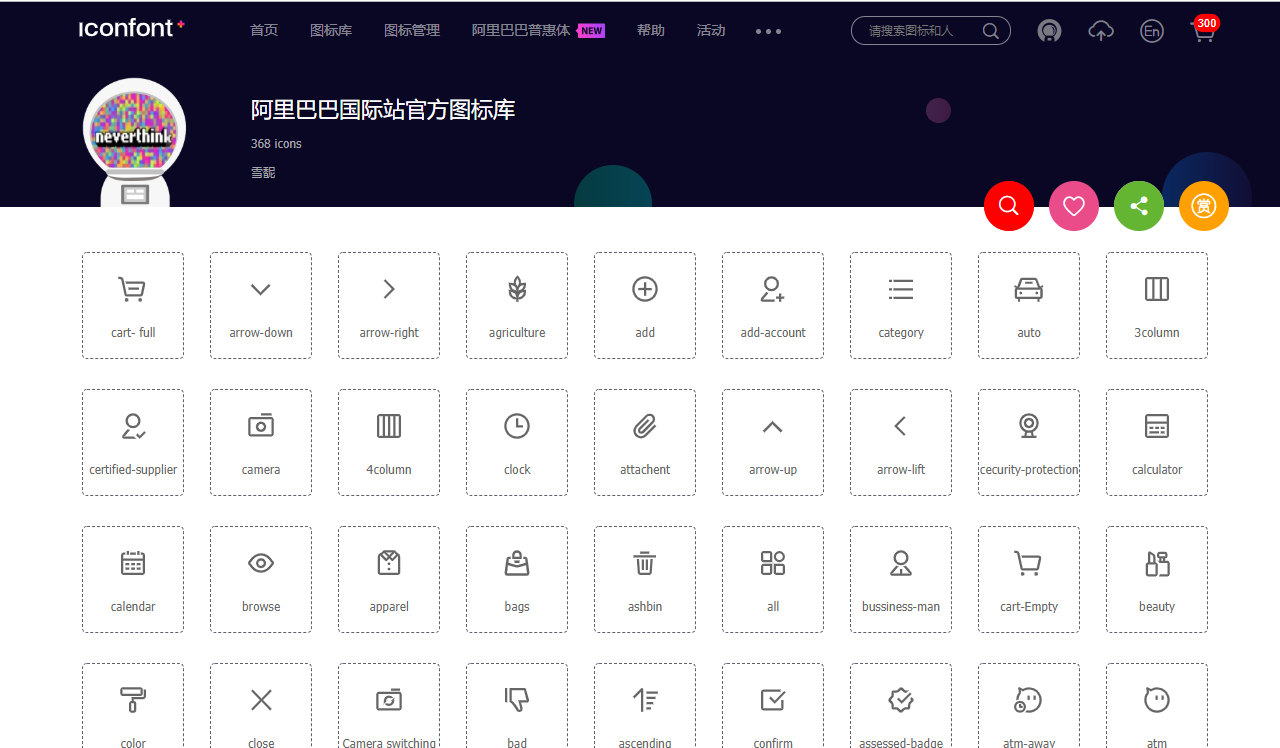 iconfont+ 首页 图标库 图标管理 阿里巴巴普惠体 NEW 帮助 活动 ••• 请搜索图标和人 En 300
neverthink
阿里巴巴国际站官方图标库
368 icons
雪靓
赏
cart- full arrow-down arrow-right agriculture add add-account category auto 3column
certified-supplier camera 4column clock attachent arrow-up arrow-lift cecurity-protection calculator
calendar browse apparel bags ashbin all bussiness-man cart-Empty beauty
color close Camera switching bad ascending confirm assessed-badge atm-away atm